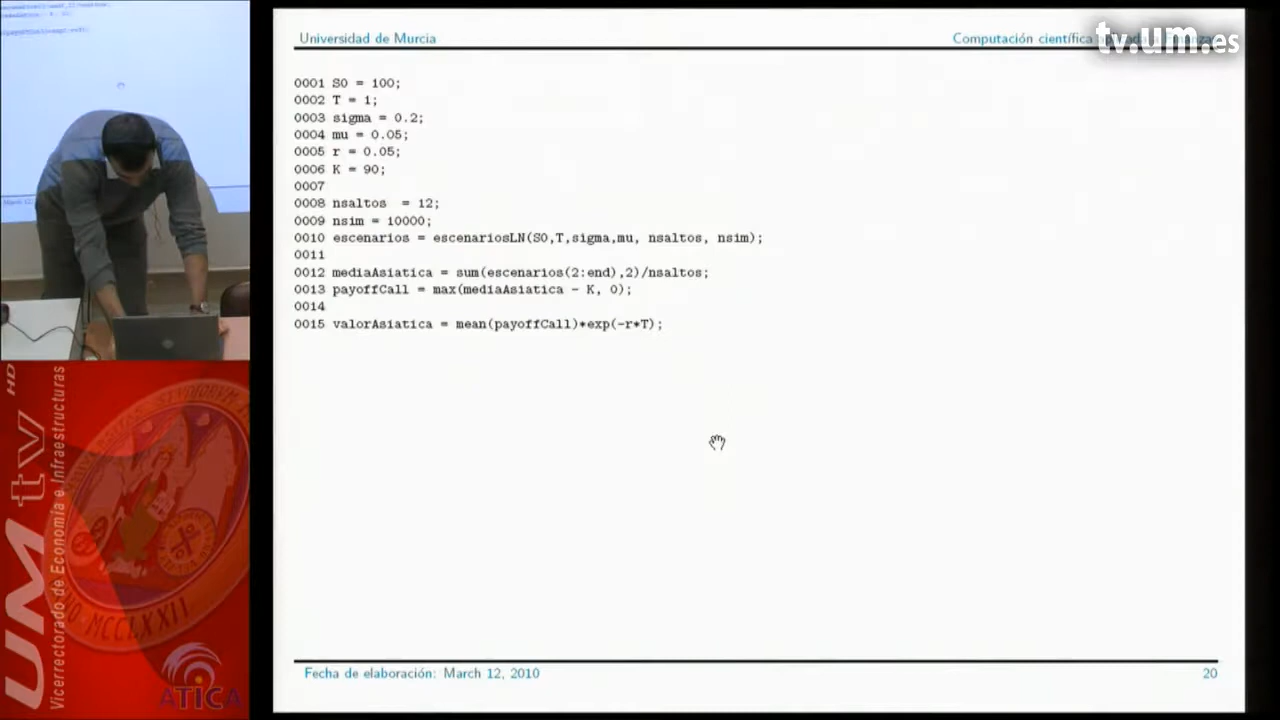 Universidad de Murcia
Computación científica
tv.um.es
0001 S0 = 100;
0002 T = 1;
0003 sigma = 0.2;
0004 mu = 0.05;
0005 r = 0.05;
0006 K = 90;
0007
0008 nsaltos = 12;
0009 nsim = 10000;
0010 escenarios = escenariosLN(S0,T,sigma,mu, nsaltos, nsim);
0011
0012 mediaAsiatica = sum(escenarios(2:end),2)/nsaltos;
0013 payoffCall = max(mediaAsiatica - K, 0);
0014
0015 valorAsiatica = mean(payoffCall)*exp(-r*T);
Fecha de elaboración: March 12, 2010
20
UMtv HD
Vicerrectorado de Economía e Infraestructuras
MCCLXXII
ATICA